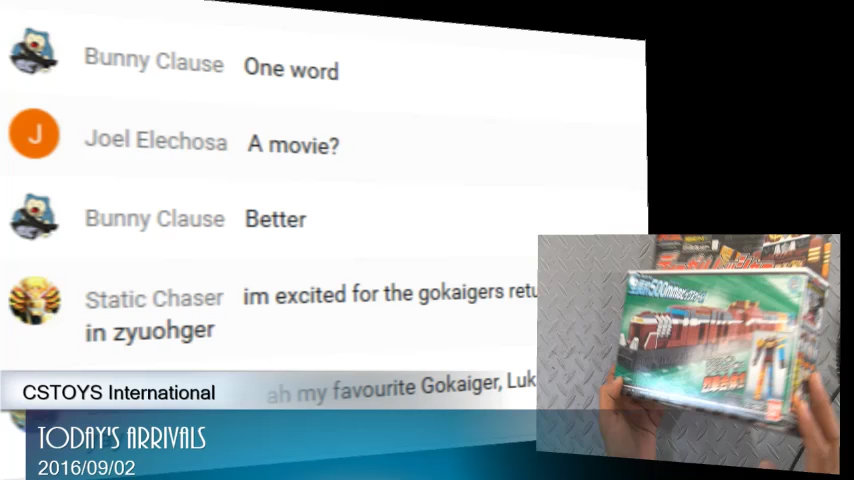 Bunny Clause One word
J
Joel Elechosa A movie?
Bunny Clause Better
Static Chaser im excited for the gokaigers retu
in zyuohger
ah my favourite Gokaiger, Luk
CSTOYS International
TODAY'S ARRIVALS
2016/09/02